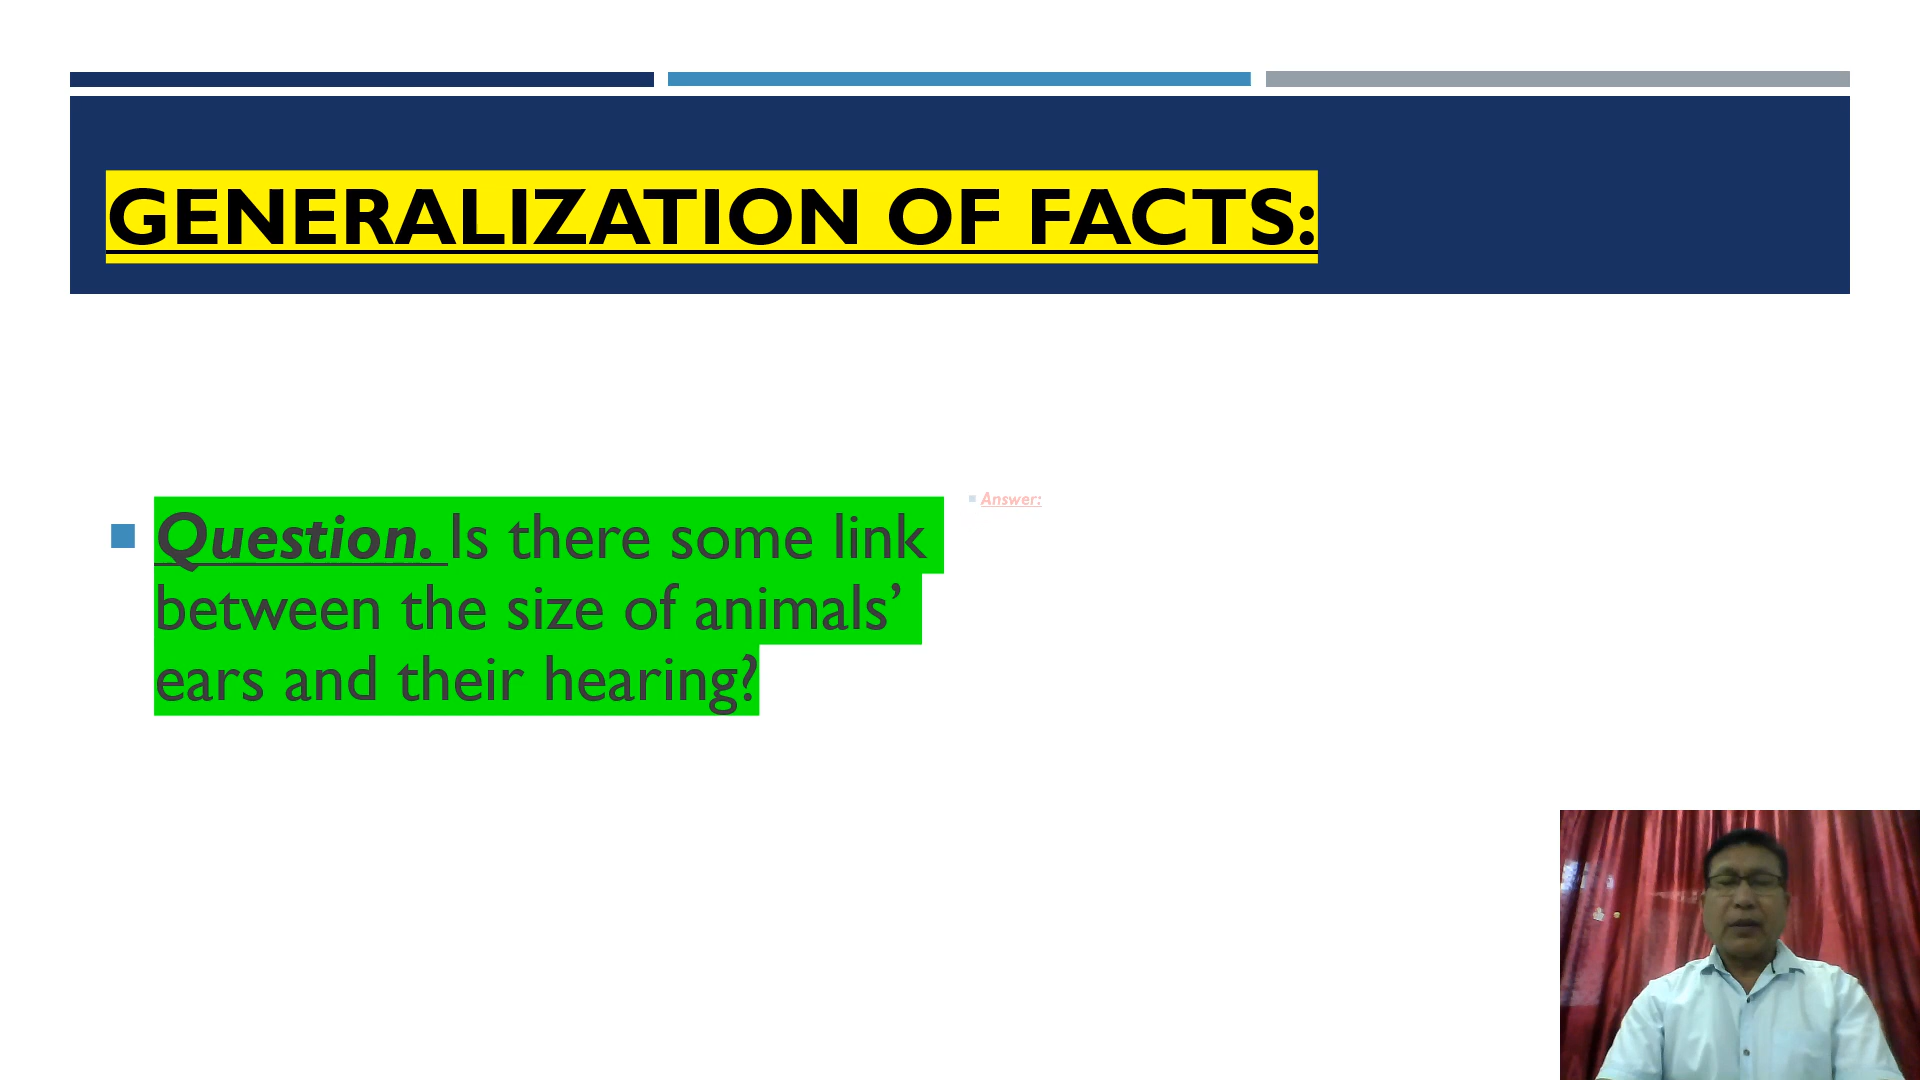 GENERALIZATION OF FACTS:
Question. Is there some link
between the size of animals’
ears and their hearing?
Answer: